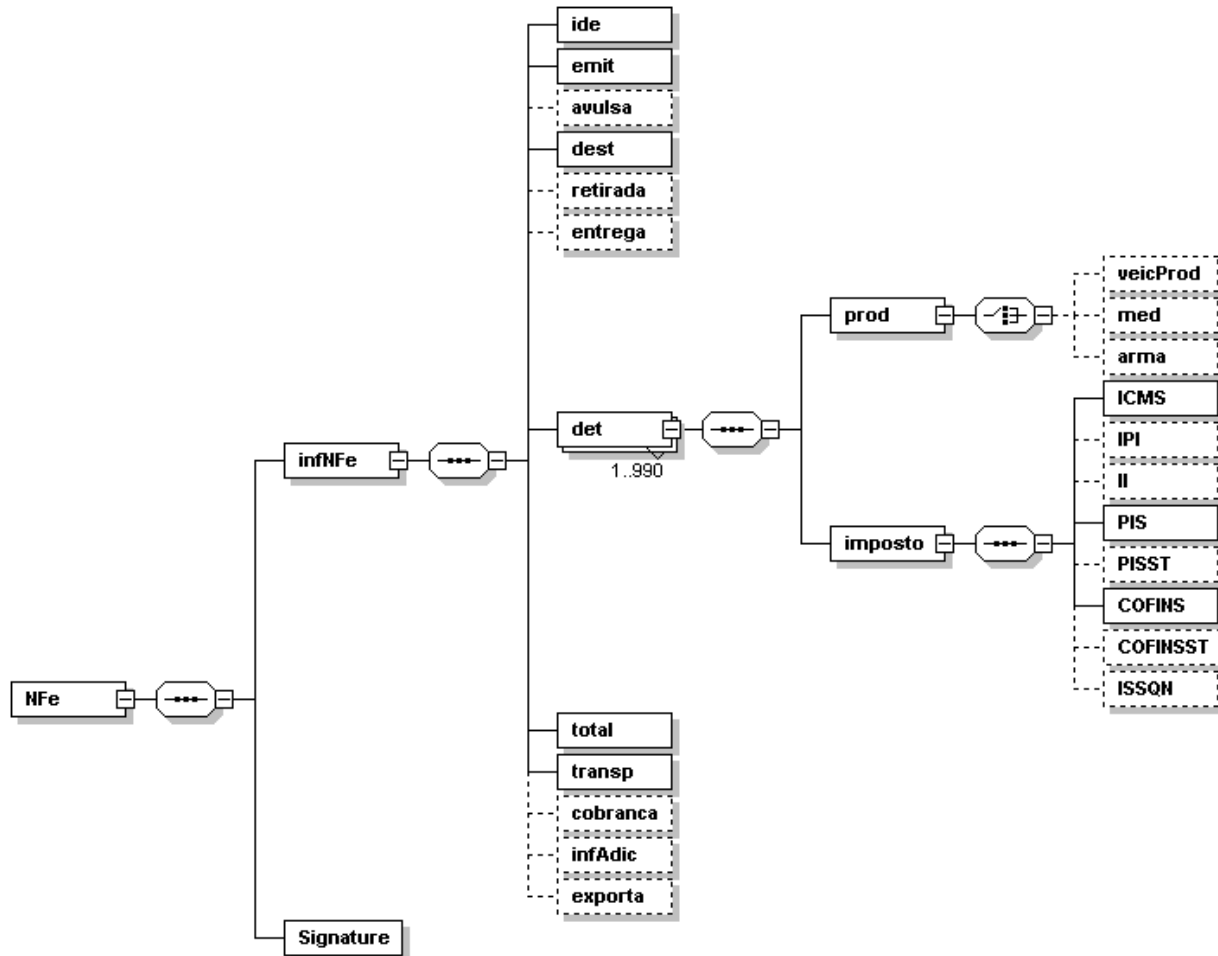 ide
emit
avulsa
dest
retirada
entrega
veicProd
prod
med
arma
ICMS
det
IPI
infNFe
1..990
II
PIS
imposto
PISST
COFINS
COFINSST
NFe
ISSQN
total
transp
cobranca
infAdic
exporta
Signature